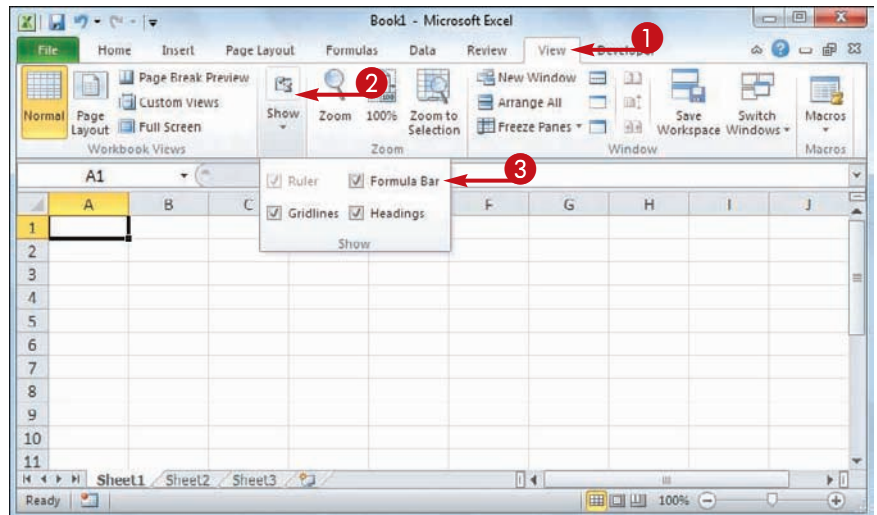 Book1 - Microsoft Excel
File Home Insert Page Layout Formulas Data Review View 1
Normal Page Layout Page Break Preview Custom Views Full Screen
Workbook Views
Show 2
Zoom 100% Zoom to Selection
Zoom
New Window Arrange All Freeze Panes
Save Workspace Switch Windows
Window
Macros
Macros
A1
Ruler Formula Bar 3
Gridlines Headings
Show
A B C F G H I J
1
2
3
4
5
6
7
8
9
10
11
Sheet1 Sheet2 Sheet3
Ready 100%